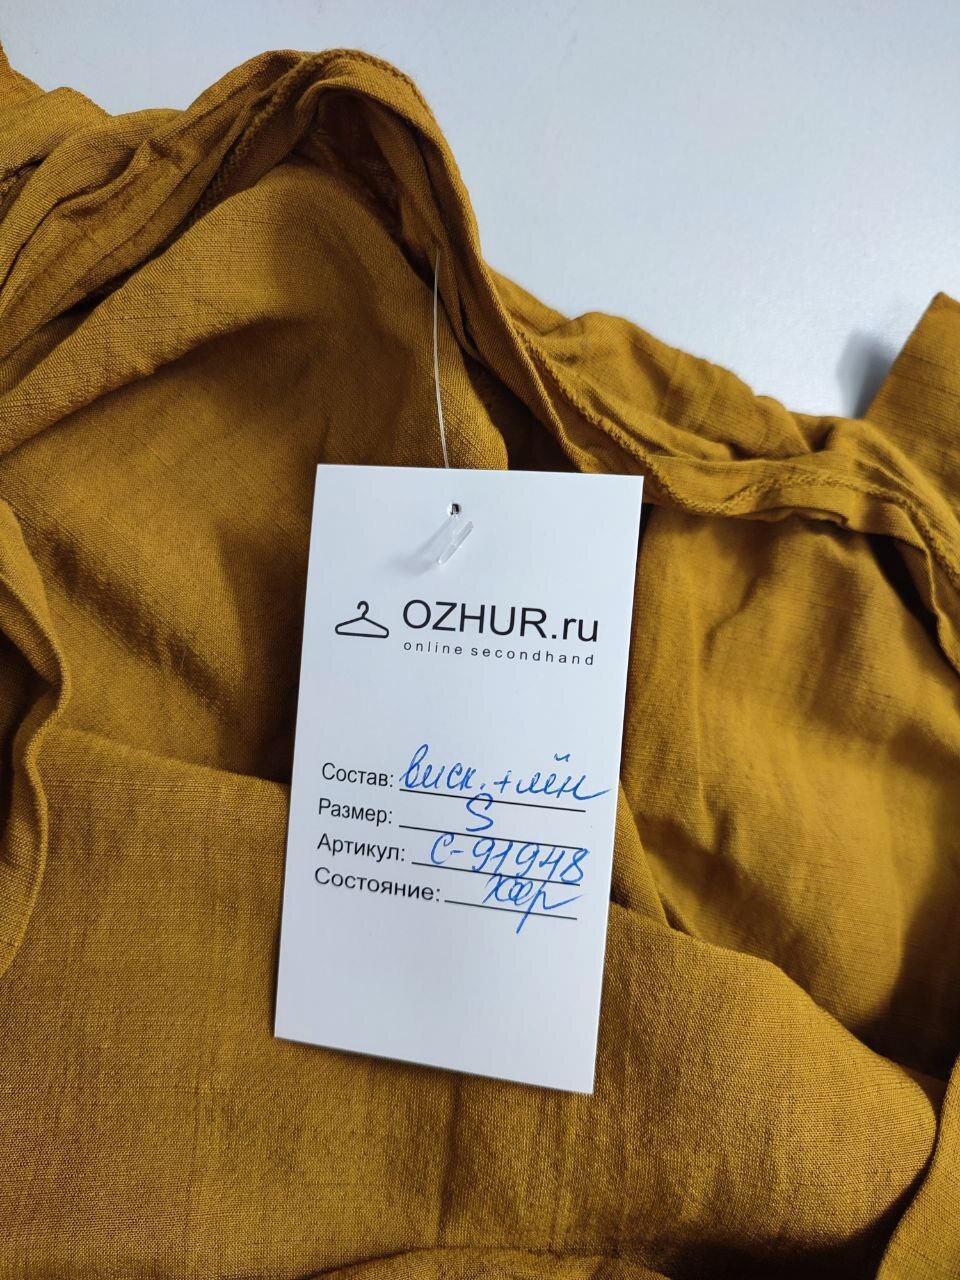 OZHUR.ru
online secondhand
Состав: виск. + лён
Размер: S
Артикул: С-91948
Состояние: хор